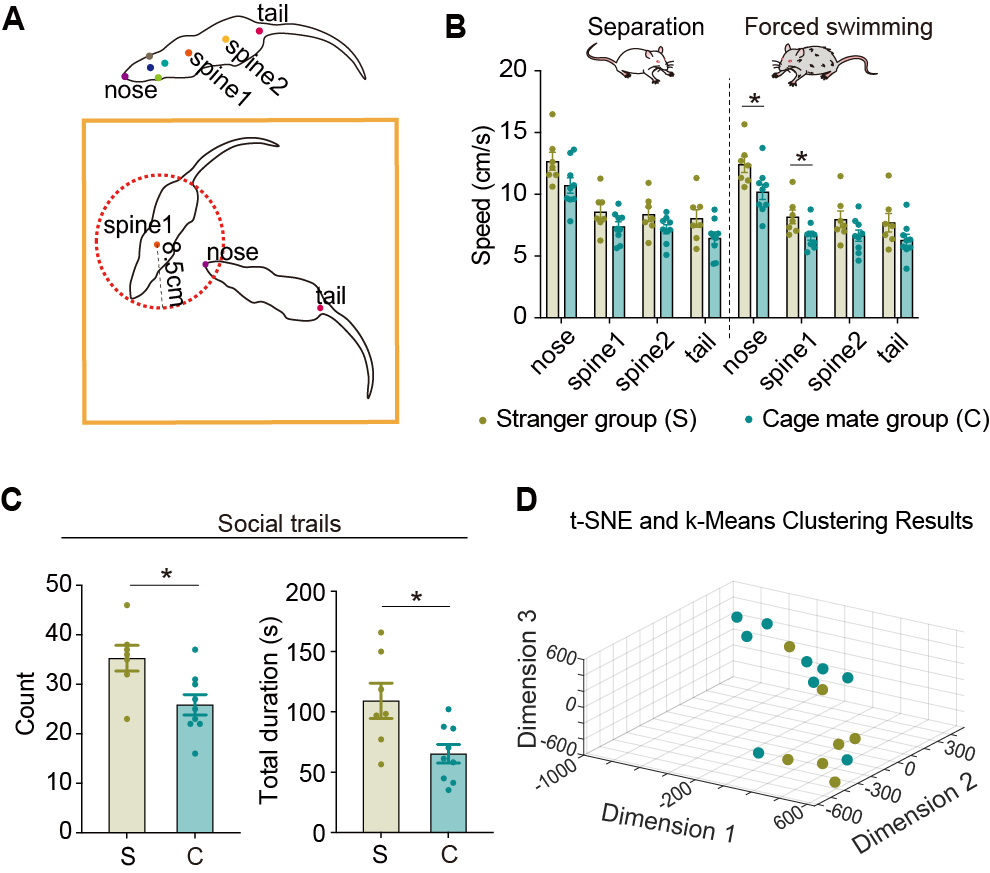 A
tail
spine2
spine1
nose
spine1
8.5cm
nose
tail
B
Separation
Forced swimming
Speed (cm/s)
20
15
10
5
0
*
*
nose
spine1
spine2
tail
nose
spine1
spine2
tail
Stranger group (S)
Cage mate group (C)
C
Social trails
Count
50
40
30
20
10
0
*
S
C
Total duration (s)
200
150
100
50
0
*
S
C
D
t-SNE and k-Means Clustering Results
Dimension 3
600
0
-600
-1000
-200
600
Dimension 1
-600
-300
0
300
Dimension 2